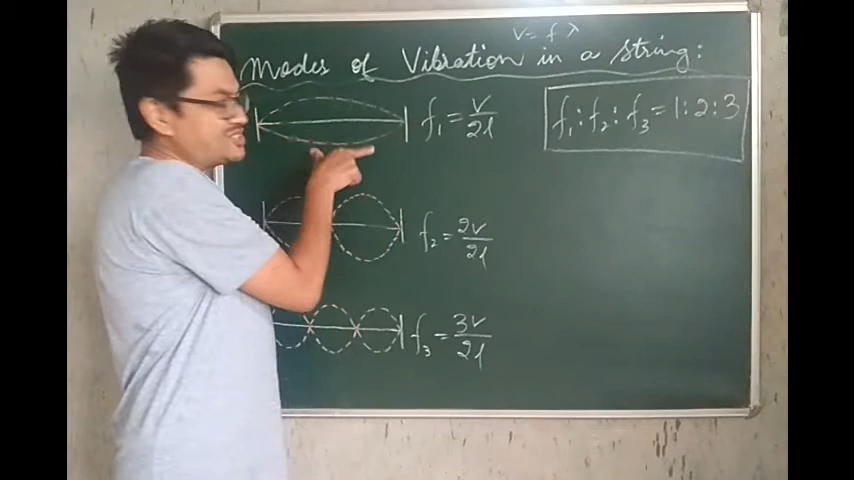 v = f λ
Modes of Vibration in a String:
f₁ = v/2l
f₁ : f₂ : f₃ = 1 : 2 : 3
f₂ = 2v/2l
f₃ = 3v/2l